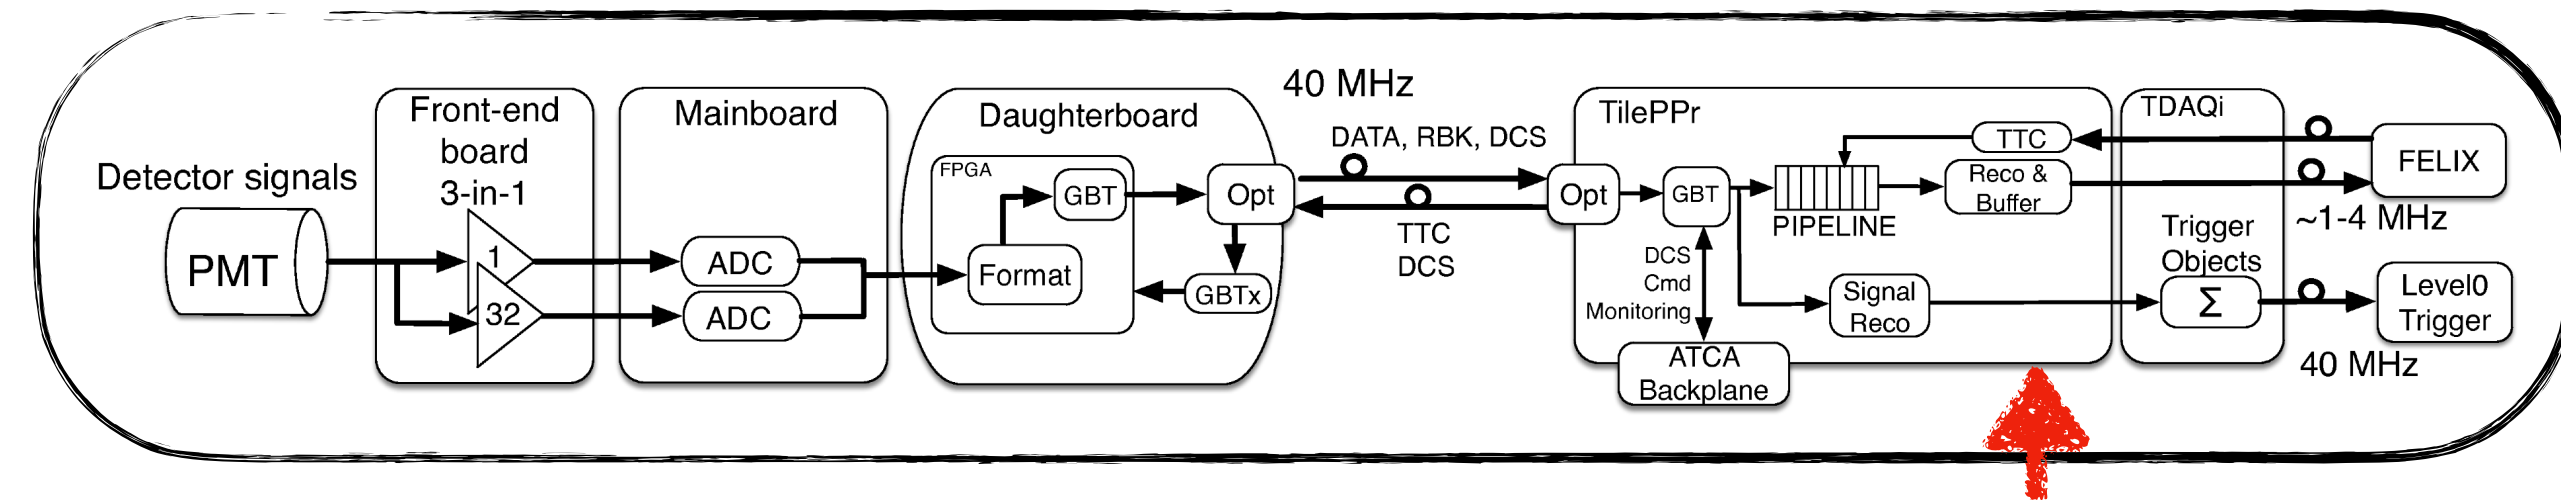 Detector signals
PMT
Front-end
board
3-in-1
1
32
Mainboard
ADC
ADC
Daughterboard
FPGA
GBT
Format
Opt
GBTx
40 MHz
DATA, RBK, DCS
TTC
DCS
TilePPr
Opt
GBT
DCS
Cmd
Monitoring
ATCA
Backplane
PIPELINE
TTC
Reco &
Buffer
Signal
Reco
TDAQi
Trigger
Objects
Σ
FELIX
~1-4 MHz
Level0
Trigger
40 MHz